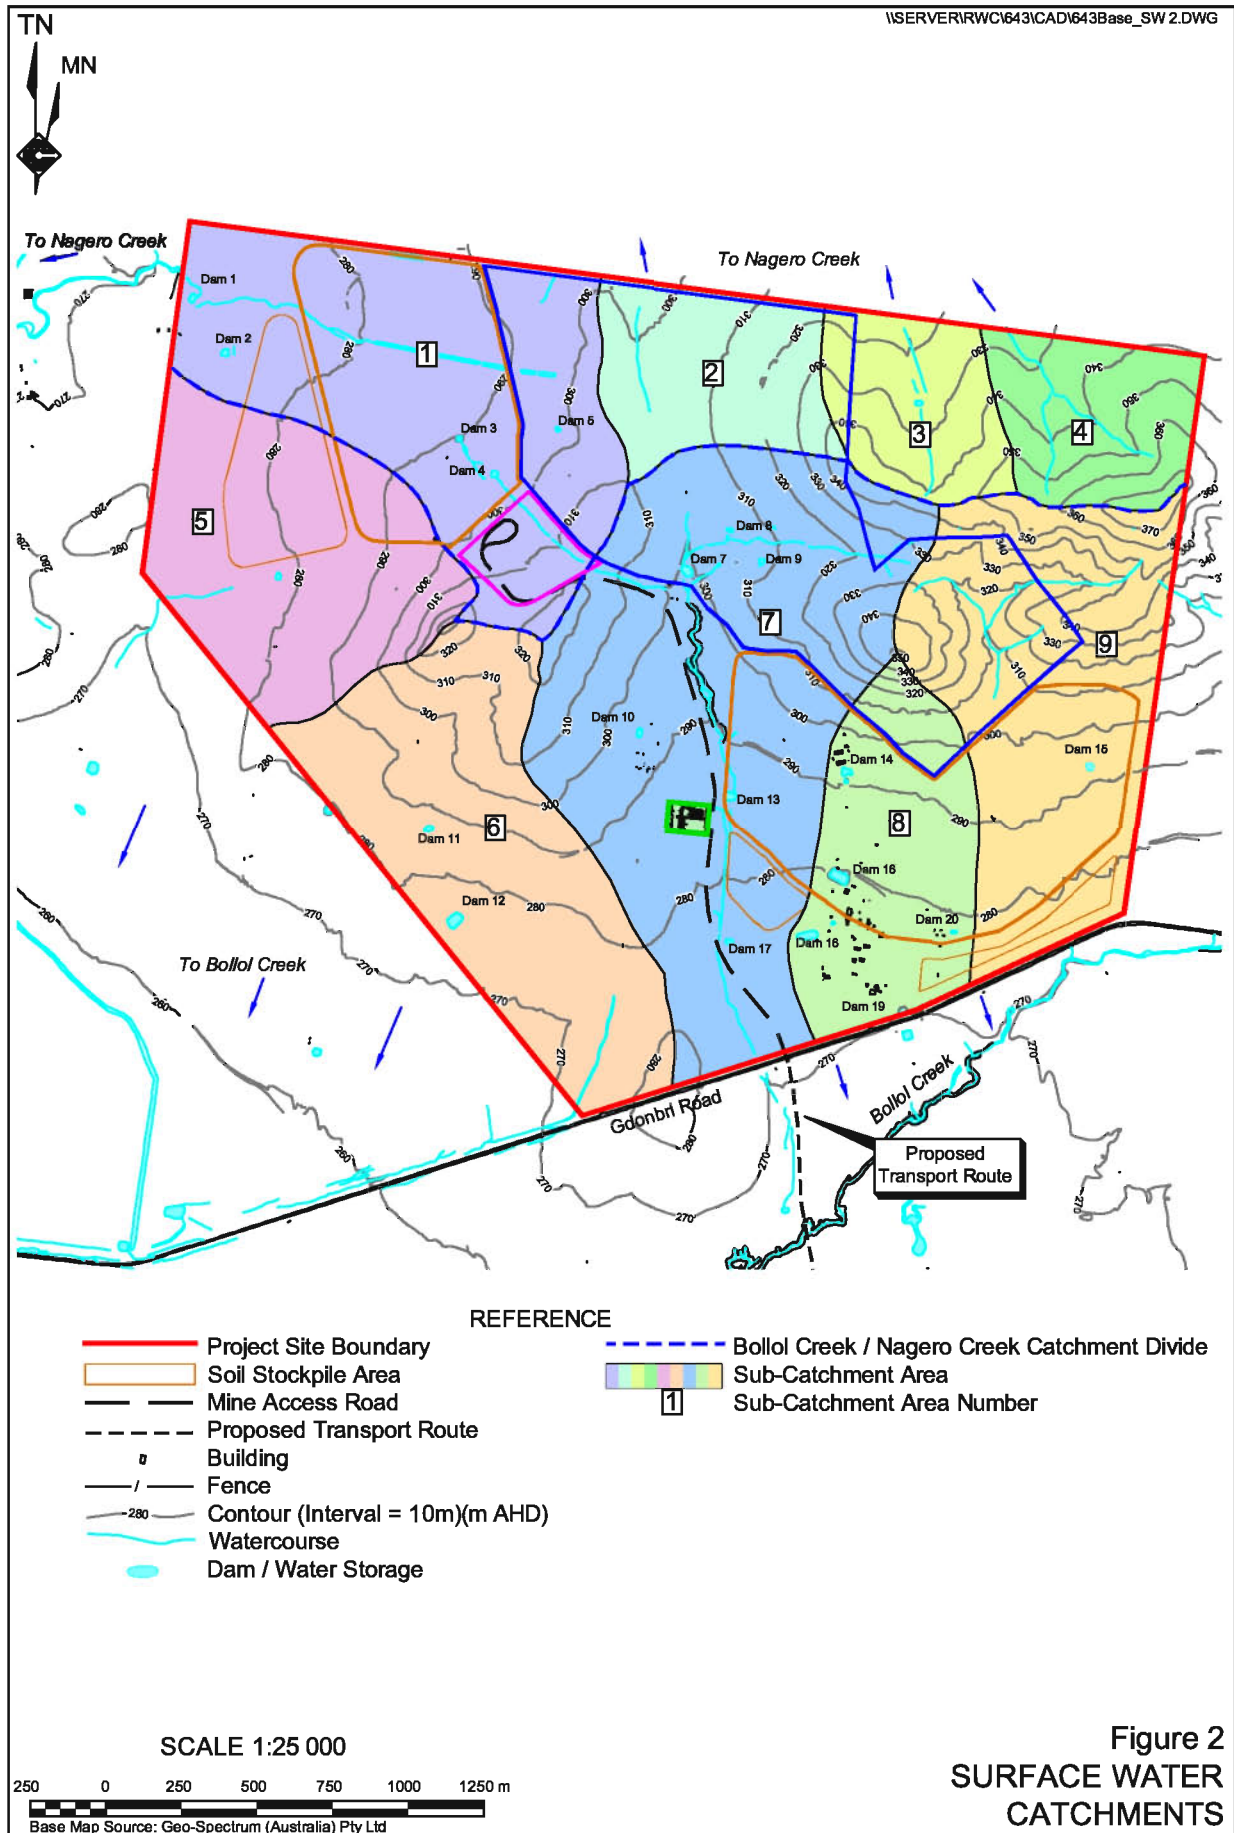 \\SERVER\RWC\643\CAD\643Base_SW 2.DWG
TN
MN
To Nagero Creek
To Nagero Creek
Dam 1
Dam 2
1
2
3
4
Dam 3
Dam 4
Dam 5
5
Dam 8
Dam 7
Dam 9
7
9
Dam 10
Dam 14
Dam 15
Dam 13
6
8
Dam 11
Dam 12
Dam 16
Dam 20
Dam 16
Dam 17
Dam 19
To Bollol Creek
Gdonbrl Road
Bollol Creek
Proposed
Transport Route
REFERENCE
Project Site Boundary
Soil Stockpile Area
Mine Access Road
Proposed Transport Route
Building
Fence
280 Contour (Interval = 10m)(m AHD)
Watercourse
Dam / Water Storage
Bollol Creek / Nagero Creek Catchment Divide
Sub-Catchment Area
1 Sub-Catchment Area Number
SCALE 1:25 000
250 0 250 500 750 1000 1250 m
Base Map Source: Geo-Spectrum (Australia) Pty Ltd
Figure 2
SURFACE WATER
CATCHMENTS